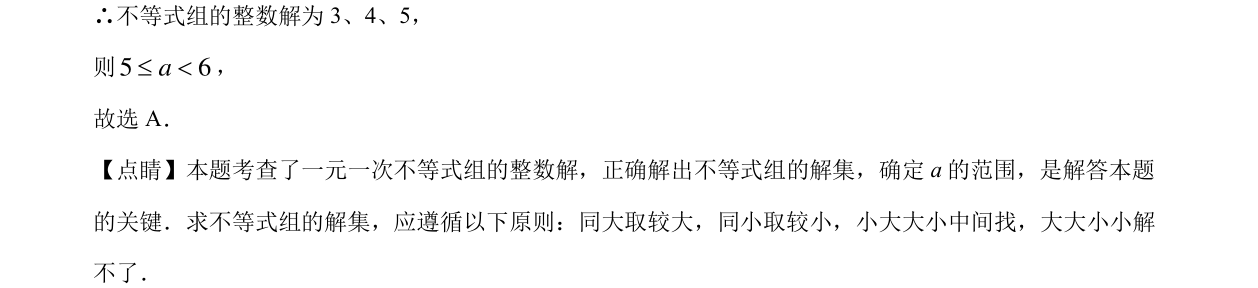 ∴不等式组的整数解为 3、4、5，
则 5 ≤ a < 6，
故选 A．
【点睛】本题考查了一元一次不等式组的整数解，正确解出不等式组的解集，确定 a 的范围，是解答本题
的关键．求不等式组的解集，应遵循以下原则：同大取较大，同小取较小，小大大小中间找，大大小小解
不了．